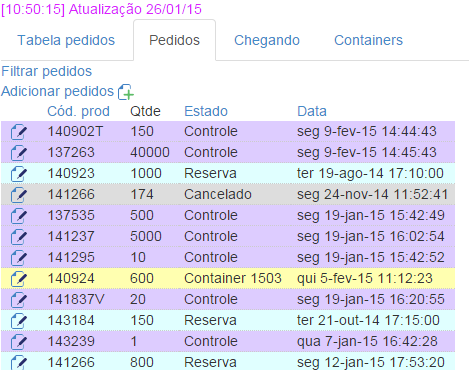 [10:50:15] Atualização 26/01/15
Tabela pedidos Pedidos Chegando Containers
Filtrar pedidos
Adicionar pedidos
Cód. prod Qtde Estado Data
140902T 150 Controle seg 9-fev-15 14:44:43
137263 40000 Controle seg 9-fev-15 14:45:43
140923 1000 Reserva ter 19-ago-14 17:10:00
141266 174 Cancelado seg 24-nov-14 11:52:41
137535 500 Controle seg 19-jan-15 15:42:49
141237 5000 Controle seg 19-jan-15 16:02:54
141295 10 Controle seg 19-jan-15 15:42:52
140924 600 Container 1503 qui 5-fev-15 11:12:23
141837V 20 Controle seg 19-jan-15 16:20:55
143184 150 Reserva ter 21-out-14 17:15:00
143239 1 Controle qua 7-jan-15 16:42:28
141266 800 Reserva seg 12-jan-15 17:53:20